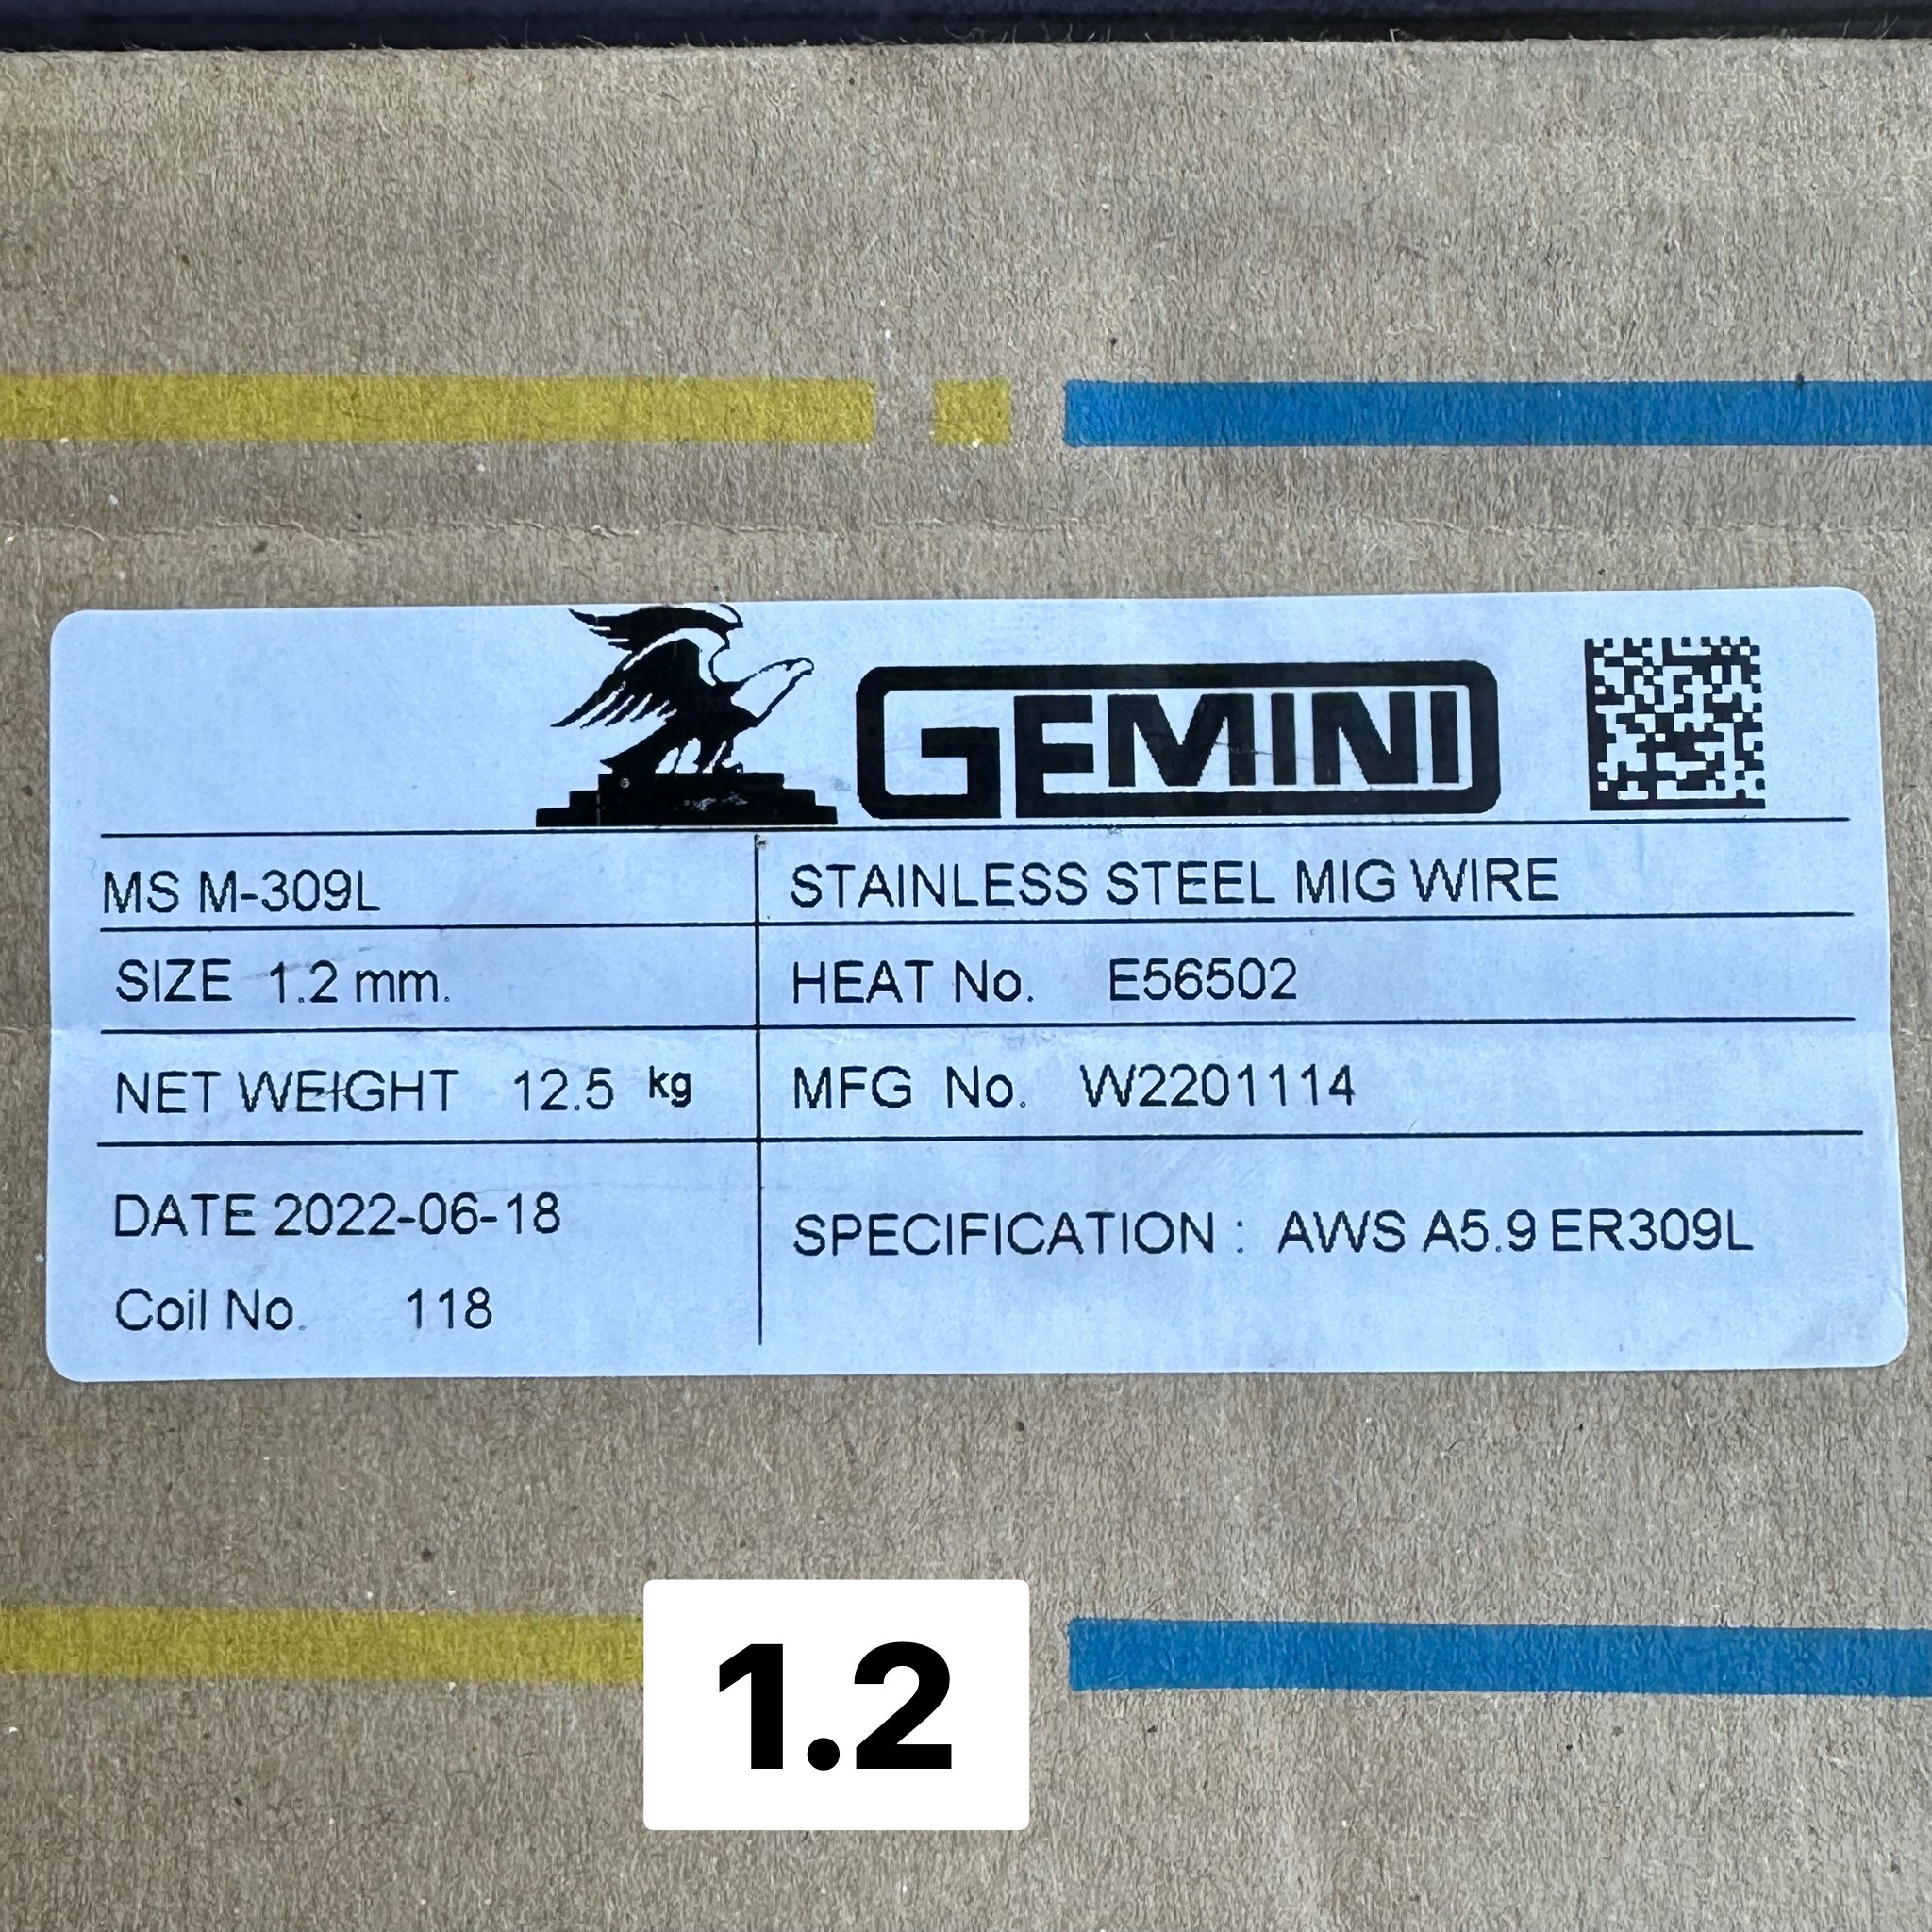 GEMINI
MS M-309L
STAINLESS STEEL MIG WIRE
SIZE 1.2 mm.
HEAT No. E56502
NET WEIGHT 12.5 kg
MFG No. W2201114
DATE 2022-06-18
SPECIFICATION : AWS A5.9 ER309L
Coil No. 118
1.2